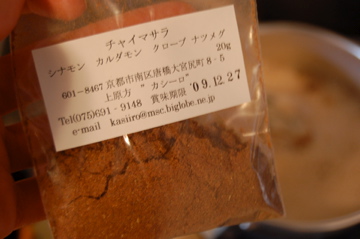 チャイマサラ
シナモン カルダモン クローブ ナツメグ
20g
601-8467 京都市南区唐橋大宮尻町8-5
上原方 "カシーロ"
Tel(075)691-9148 賞味期限 '09.12.27
e-mail kasiiro@msc.biglobe.ne.jp